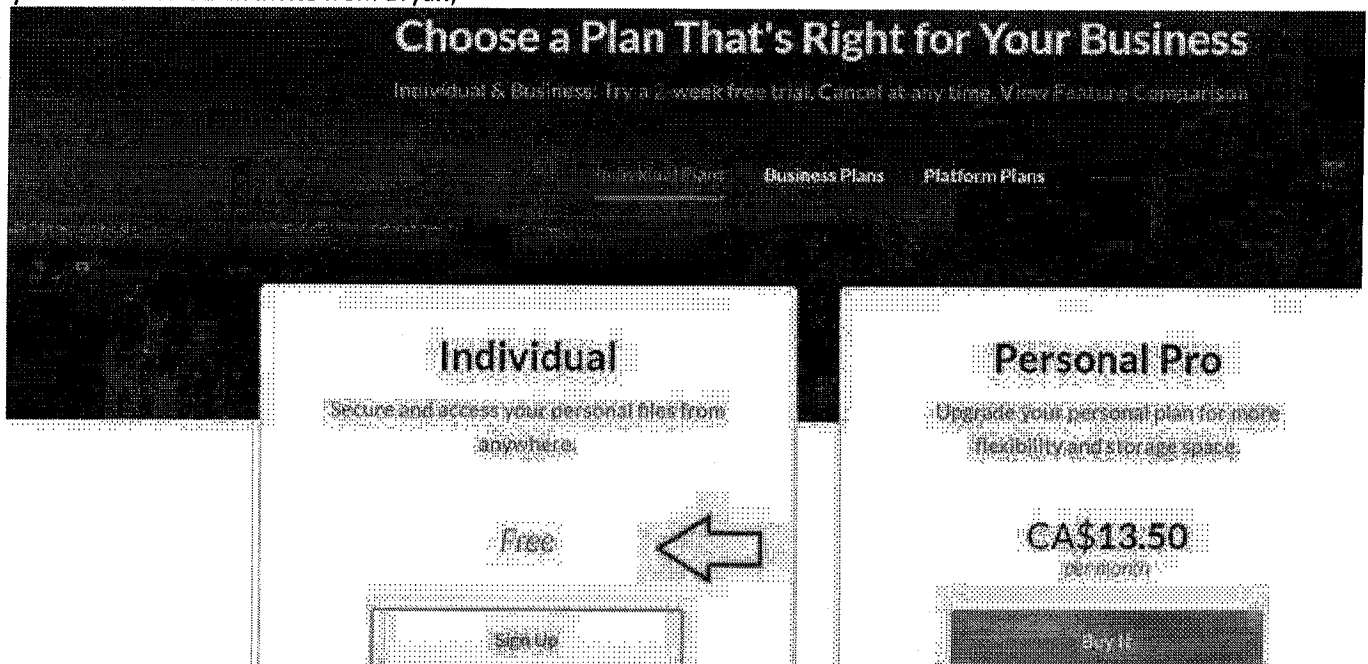 Choose a Plan That's Right for Your Business
Individual & Business: Try a 2-week free trial. Cancel at any time. View Feature Comparison
Individual Plans Business Plans Platform Plans
Individual
Secure and access your personal files from
anywhere.
Free
Sign Up
Personal Pro
Upgrade your personal plan for more
flexibility and storage space.
CA$13.50
per month
Buy It